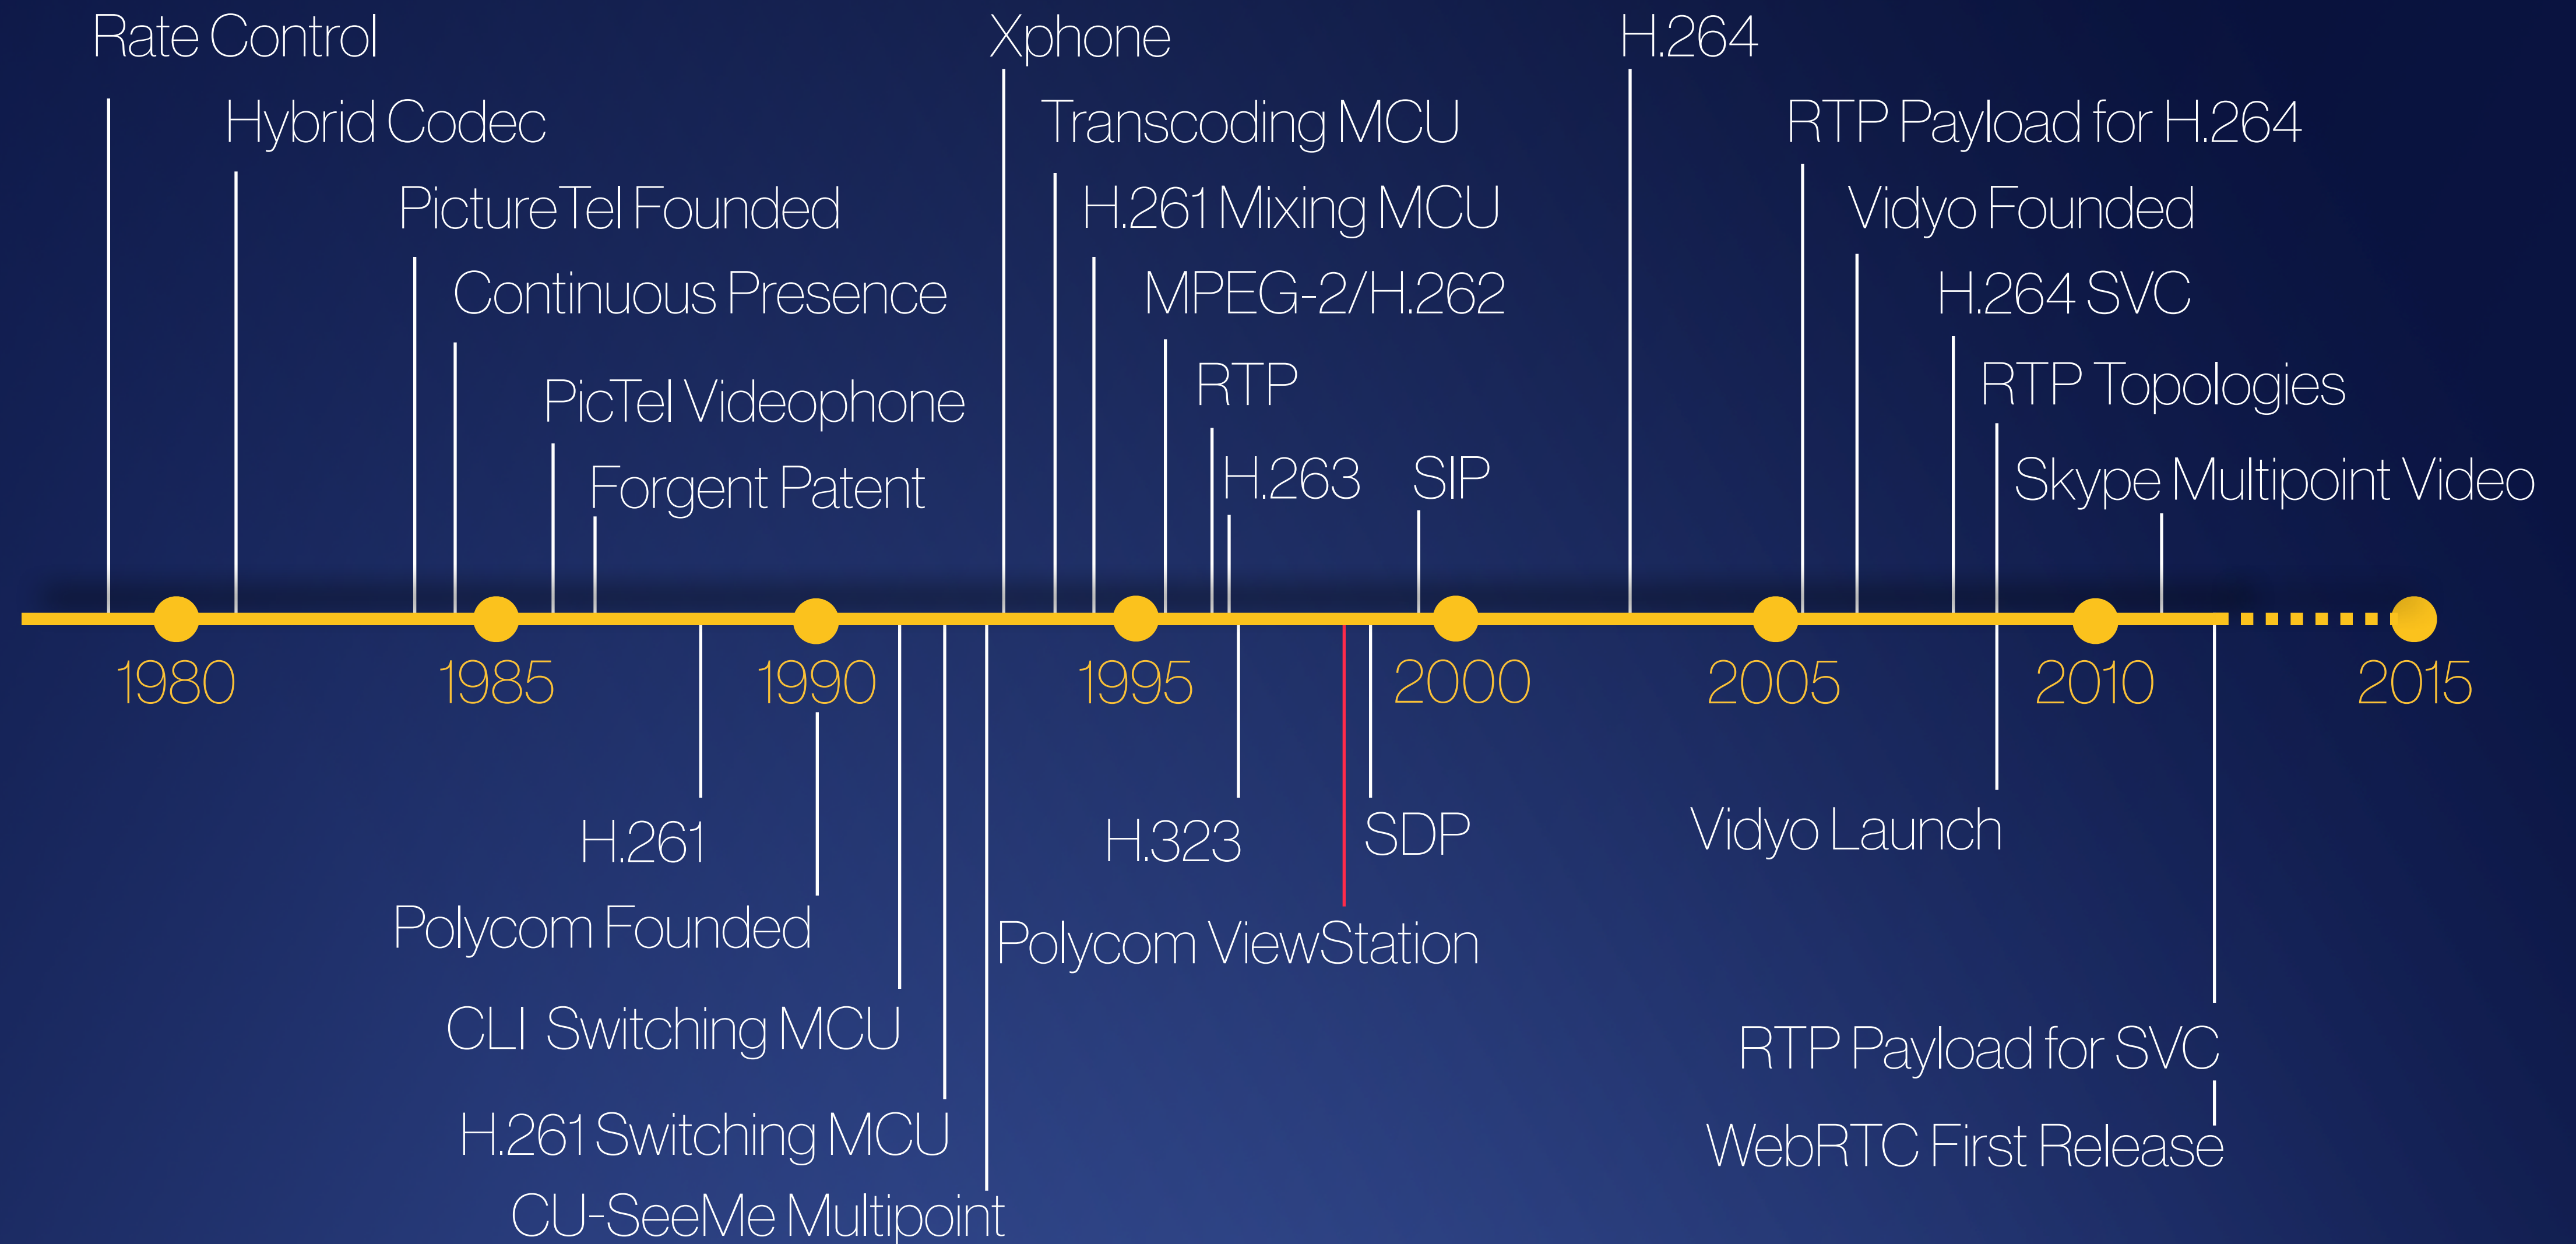 Rate Control
Xphone
H.264
Hybrid Codec
Transcoding MCU
RTP Payload for H.264
PictureTel Founded
H.261 Mixing MCU
Vidyo Founded
Continuous Presence
MPEG-2/H.262
H.264 SVC
RTP
RTP Topologies
PicTel Videophone
Forgent Patent
H.263
SIP
Skype Multipoint Video
1980
1985
1990
1995
2000
2005
2010
2015
H.261
H.323
SDP
Vidyo Launch
Polycom Founded
Polycom ViewStation
CLI Switching MCU
RTP Payload for SVC
H.261 Switching MCU
WebRTC First Release
CU-SeeMe Multipoint